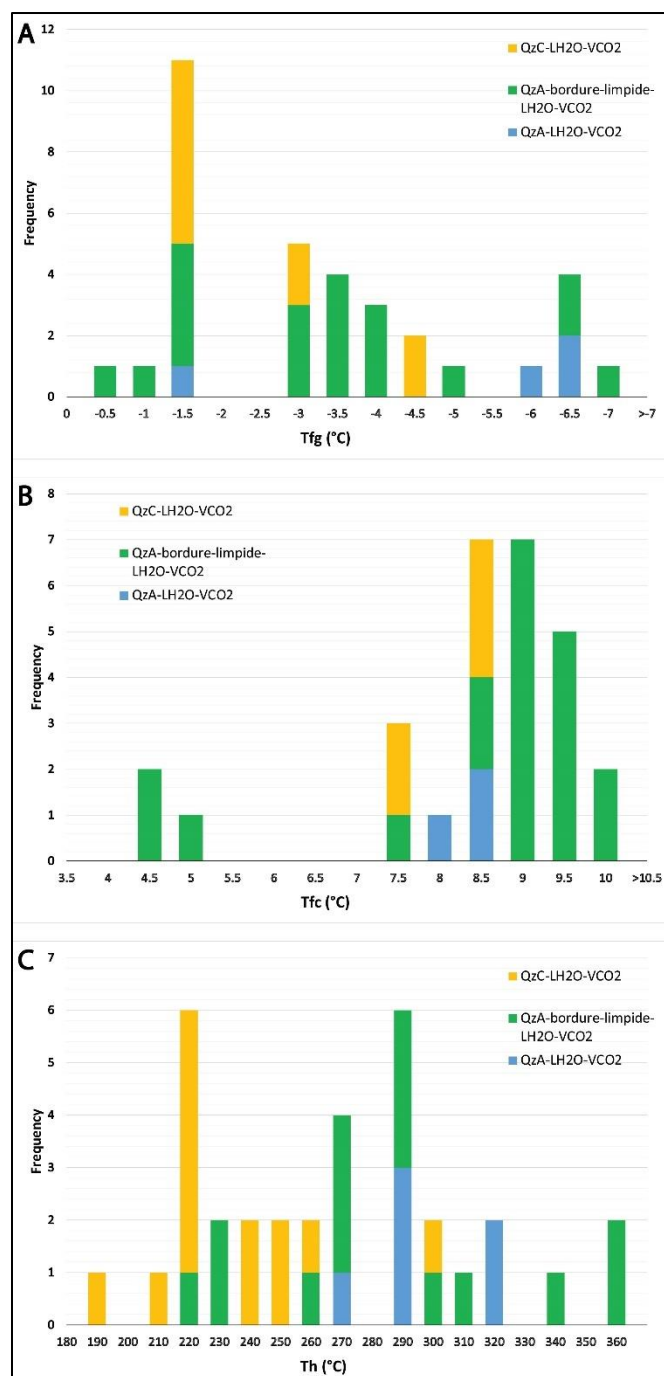 A
12
10
8
6
4
2
0
Frequency
QzC-LH2O-VCO2
QzA-bordure-limpide-
LH2O-VCO2
QzA-LH2O-VCO2
0 -0.5 -1 -1.5 -2 -2.5 -3 -3.5 -4 -4.5 -5 -5.5 -6 -6.5 -7 >-7
Tfg (°C)
B
8
7
6
5
4
3
2
1
0
Frequency
QzC-LH2O-VCO2
QzA-bordure-limpide-
LH2O-VCO2
QzA-LH2O-VCO2
3.5 4 4.5 5 5.5 6 6.5 7 7.5 8 8.5 9 9.5 10 >10.5
Tfc (°C)
C
7
6
5
4
3
2
1
0
Frequency
QzC-LH2O-VCO2
QzA-bordure-limpide-
LH2O-VCO2
QzA-LH2O-VCO2
180 190 200 210 220 230 240 250 260 270 280 290 300 310 320 330 340 350 360
Th (°C)